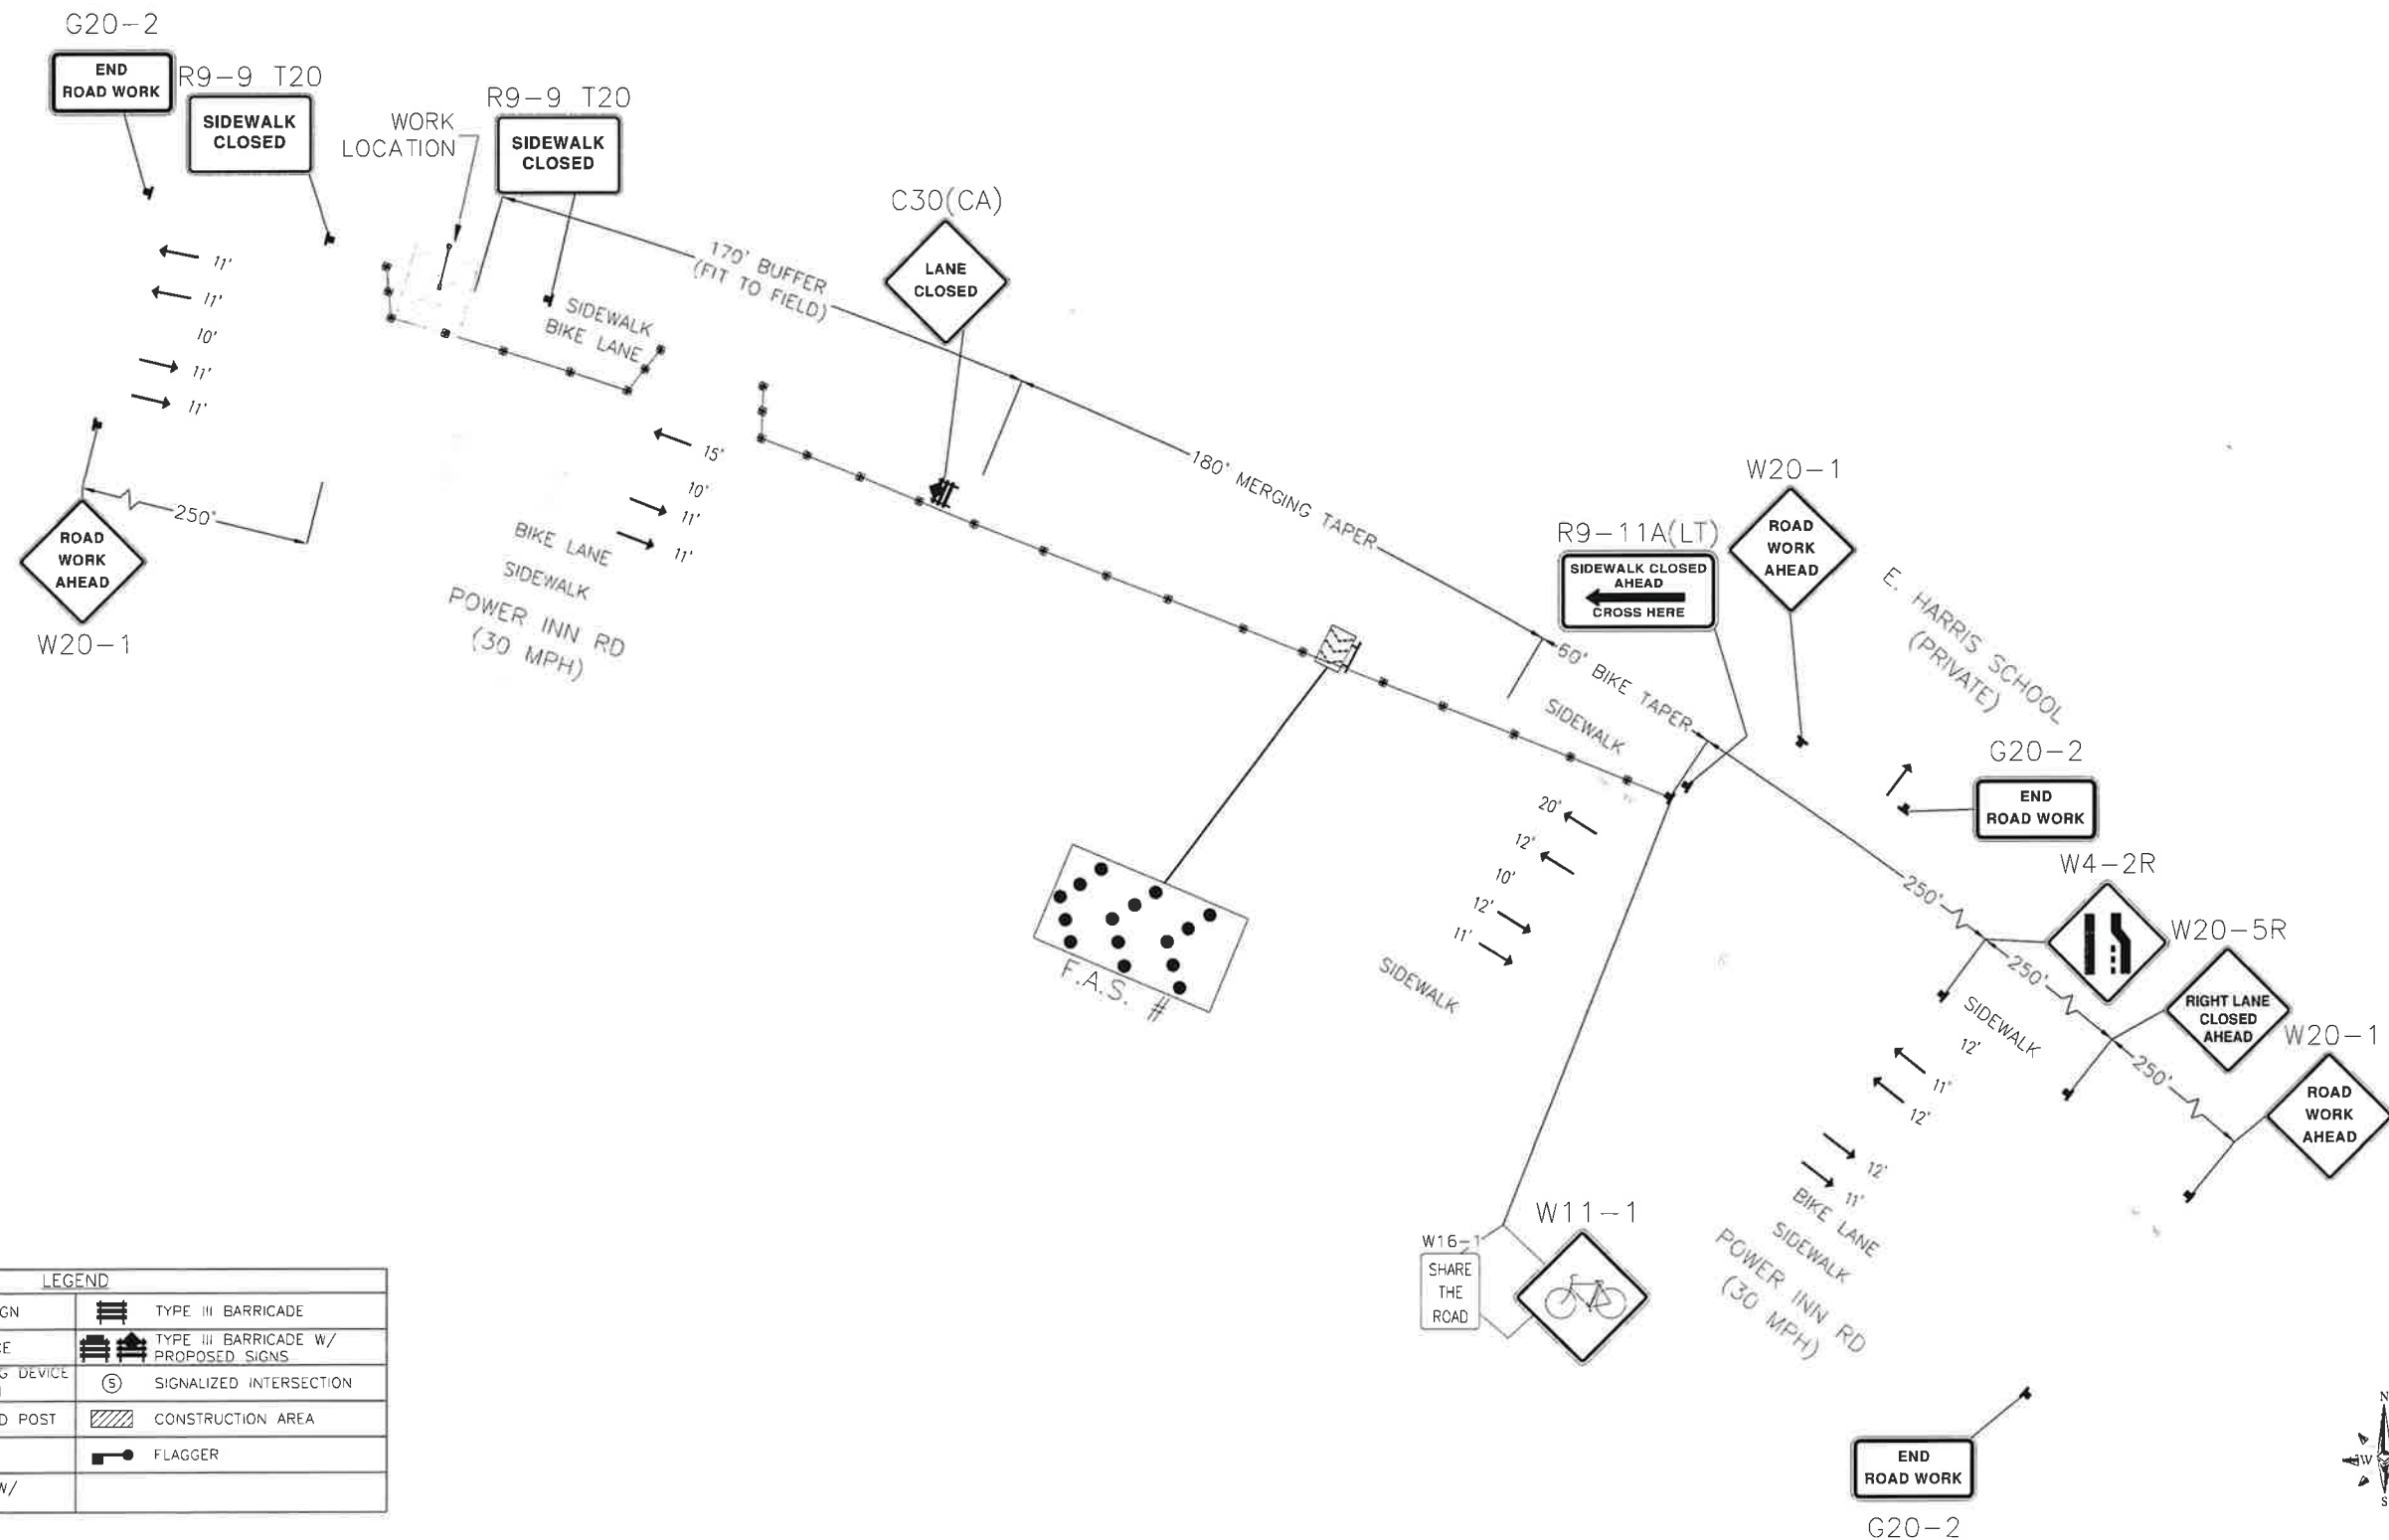 G20-2
END
ROAD WORK
R9-9 T20
SIDEWALK
CLOSED
WORK
LOCATION
R9-9 T20
SIDEWALK
CLOSED
C30(CA)
LANE
CLOSED
170' BUFFER
(FIT TO FIELD)
11'
11'
10'
11'
11'
SIDEWALK
BIKE LANE
250'
ROAD
WORK
AHEAD
W20-1
15'
10'
11'
11'
BIKE LANE
SIDEWALK
POWER INN RD
(30 MPH)
180' MERGING TAPER
W20-1
ROAD
WORK
AHEAD
R9-11A(LT)
SIDEWALK CLOSED
AHEAD
CROSS HERE
E. HARRIS SCHOOL
(PRIVATE)
60' BIKE TAPER
SIDEWALK
G20-2
END
ROAD WORK
20'
12'
10'
12'
11'
SIDEWALK
F.A.S. #
250'
W4-2R
250'
W20-5R
RIGHT LANE
CLOSED
AHEAD
250'
W20-1
ROAD
WORK
AHEAD
SIDEWALK
12'
11'
12'
12'
11'
BIKE LANE
SIDEWALK
POWER INN RD
(30 MPH)
W16-1
SHARE
THE
ROAD
W11-1
END
ROAD WORK
G20-2
LEGEND
GN
TYPE III BARRICADE
CE
TYPE III BARRICADE W/
PROPOSED SIGNS
G DEVICE
S SIGNALIZED INTERSECTION
D POST
CONSTRUCTION AREA
FLAGGER
W/
N
W
S